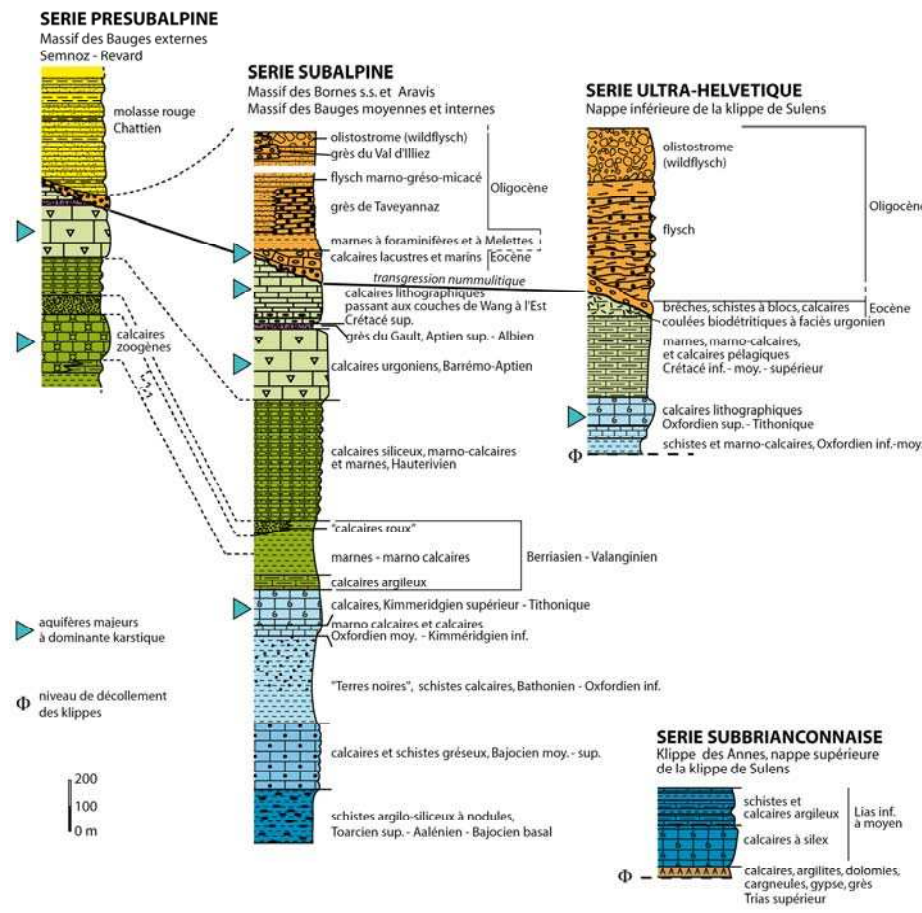 SERIE PRESUBALPINE
Massif des Bauges externes
Semnoz - Revard
molasse rouge
Chattien
calcaires
zoogènes
SERIE SUBALPINE
Massif des Bornes s.s. et Aravis
Massif des Bauges moyennes et internes
olistostrome (wildflysch)
grès du Val d'Illiez
flysch marno-gréso-micacé
grès de Taveyannaz
Oligocène
marnes à foraminifères et à Melettes
calcaires lacustres et marins
Eocène
transgression nummulitique
calcaires lithographiques
passant aux couches de Wang à l'Est
Crétacé sup.
grès du Gault, Aptien sup. - Albien
calcaires urgoniens, Barrémo-Aptien
calcaires siliceux, marno-calcaires
et marnes, Hauterivien
"calcaires roux"
marnes - marno calcaires
Berriasien - Valanginien
calcaires argileux
calcaires, Kimmeridgien supérieur - Tithonique
marno calcaires et calcaires
Oxfordien moy. - Kimméridgien inf.
"Terres noires", schistes calcaires, Bathonien - Oxfordien inf.
calcaires et schistes gréseux, Bajocien moy. - sup.
schistes argilo-siliceux à nodules,
Toarcien sup. - Aalénien - Bajocien basal
SERIE ULTRA-HELVETIQUE
Nappe inférieure de la klippe de Sulens
olistostrome
(wildflysch)
Oligocène
flysch
brèches, schistes à blocs, calcaires
coulées biodétritiques à faciès urgonien
Eocène
marnes, marno-calcaires,
et calcaires pélagiques
Crétacé inf. - moy. - supérieur
calcaires lithographiques
Oxfordien sup. - Tithonique
schistes et marno-calcaires, Oxfordien inf.-moy.
Φ
aquifères majeurs
à dominante karstique
Φ niveau de décollement
des klippes
200
100
0 m
SERIE SUBBRIANCONNAISE
Klippe des Annes, nappe supérieure
de la klippe de Sulens
schistes et
calcaires argileux
Lias inf.
à moyen
calcaires à silex
Φ
calcaires, argilites, dolomies,
cargneules, gypse, grès
Trias supérieur